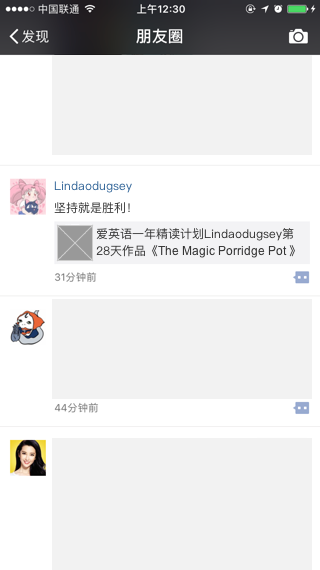 中国联通
上午12:30
发现
朋友圈
Lindaodugsey
坚持就是胜利！
爱英语一年精读计划Lindaodugsey第
28天作品《The Magic Porridge Pot 》
31分钟前
44分钟前